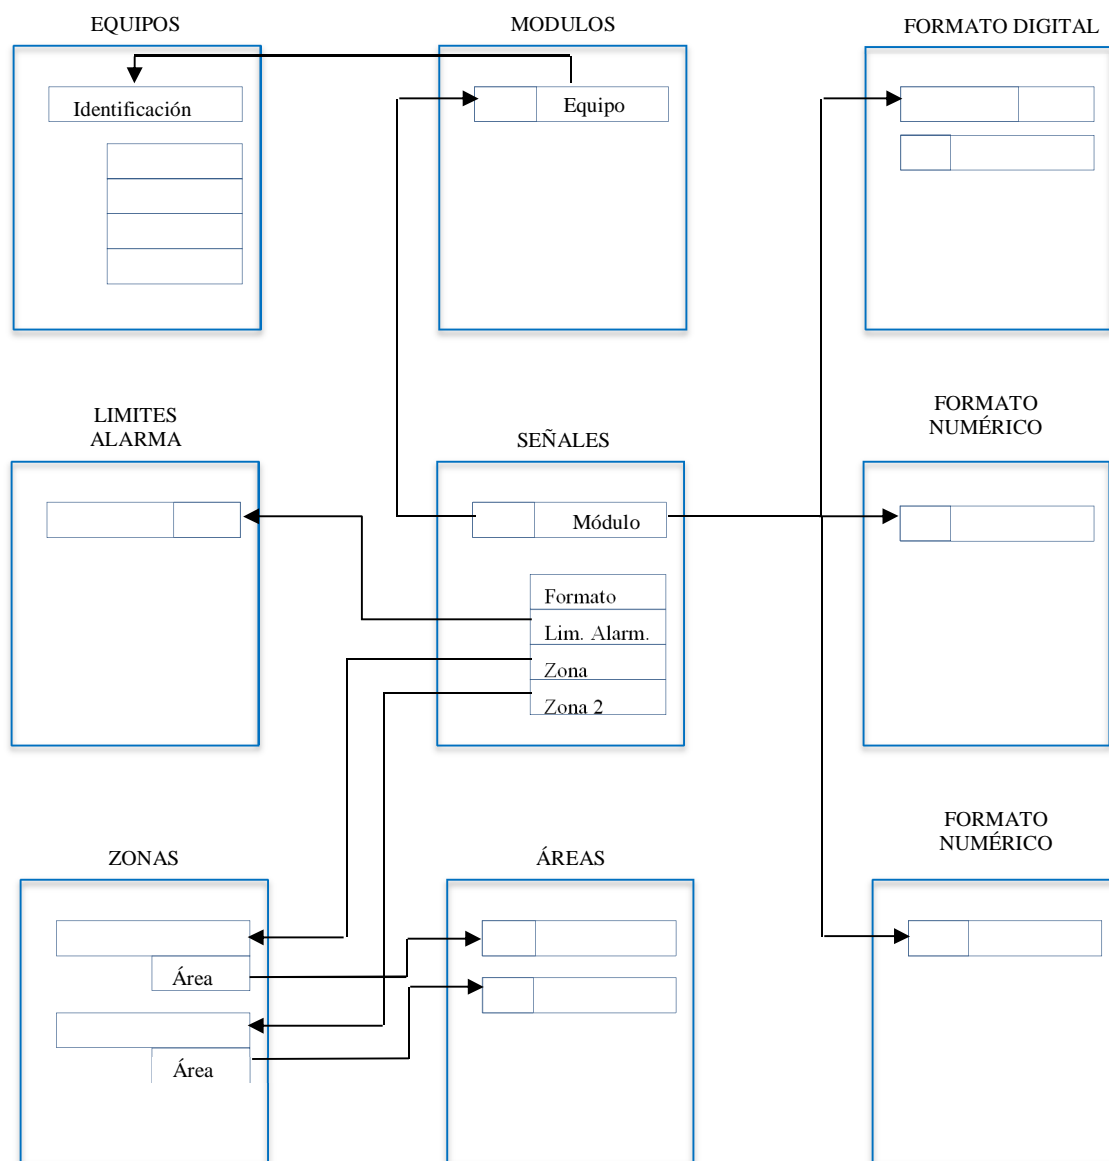 EQUIPOS
MODULOS
FORMATO DIGITAL
Identificación
Equipo
LIMITES
ALARMA
SEÑALES
FORMATO
NUMÉRICO
Módulo
Formato
Lim. Alarm.
Zona
Zona 2
ZONAS
ÁREAS
FORMATO
NUMÉRICO
Área
Área